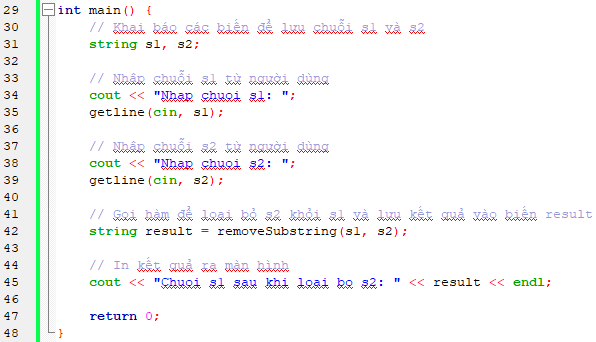 29 int main() {
30 // Khai báo các biến để lưu chuỗi s1 và s2
31 string s1, s2;
32
33 // Nhập chuỗi s1 từ người dùng
34 cout << "Nhap chuoi s1: ";
35 getline(cin, s1);
36
37 // Nhập chuỗi s2 từ người dùng
38 cout << "Nhap chuoi s2: ";
39 getline(cin, s2);
40
41 // Gọi hàm để loại bỏ s2 khỏi s1 và lưu kết quả vào biến result
42 string result = removeSubstring(s1, s2);
43
44 // In kết quả ra màn hình
45 cout << "Chuoi s1 sau khi loai bo s2: " << result << endl;
46
47 return 0;
48 }